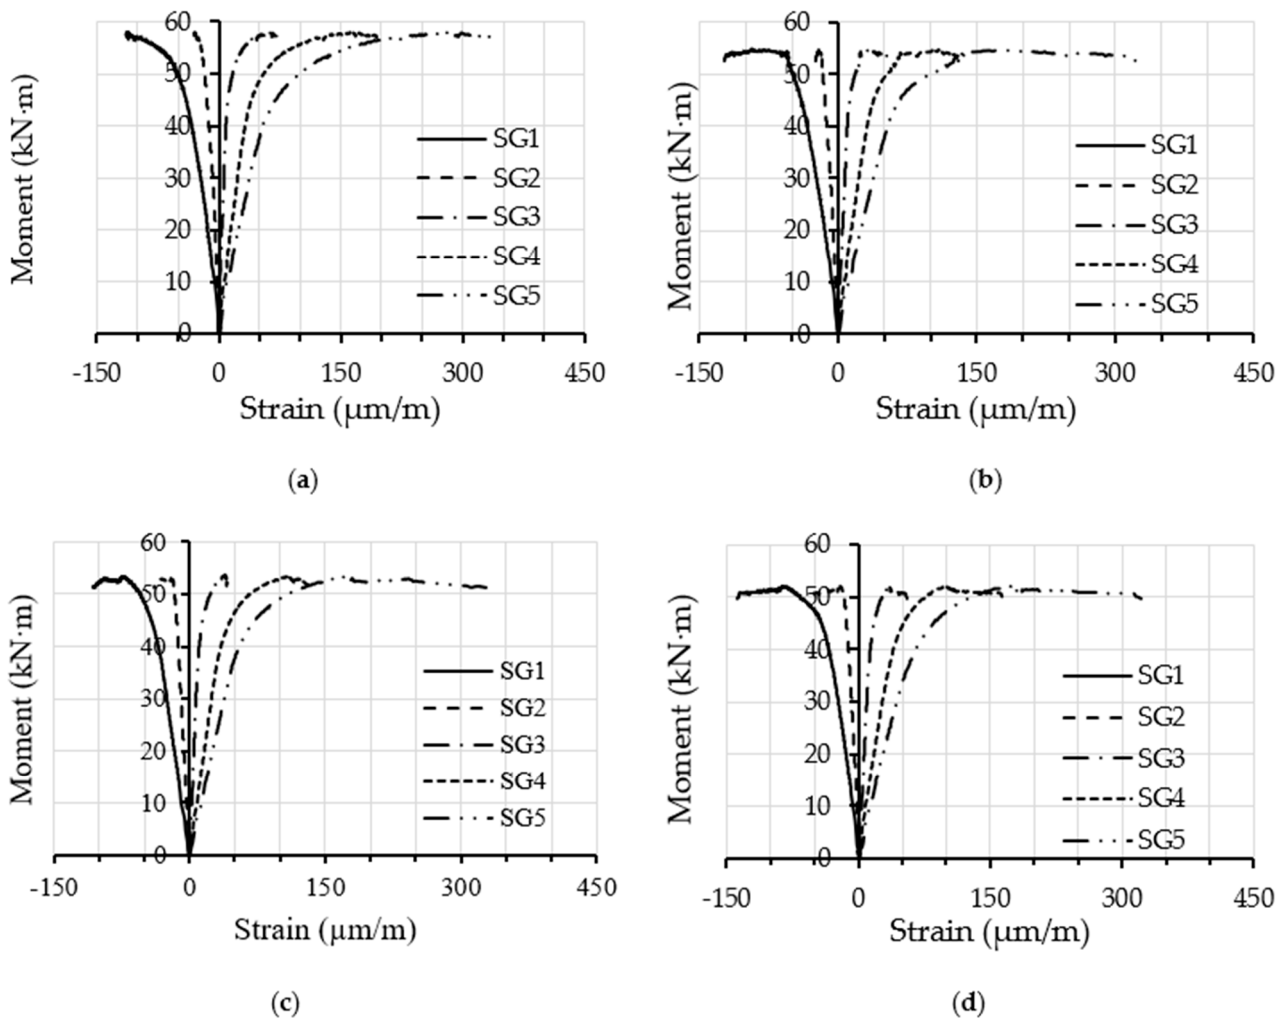 60
50
40
30
20
10
0
Moment (kN·m)
SG1
SG2
SG3
SG4
SG5
-150 0 150 300 450
Strain (µm/m)
(a)
60
50
40
30
20
10
0
Moment (kN·m)
SG1
SG2
SG3
SG4
SG5
-150 0 150 300 450
Strain (µm/m)
(b)
60
50
40
30
20
10
0
Moment (kN·m)
SG1
SG2
SG3
SG4
SG5
-150 0 150 300 450
Strain (µm/m)
(c)
60
50
40
30
20
10
0
Moment (kN·m)
SG1
SG2
SG3
SG4
SG5
-150 0 150 300 450
Strain (µm/m)
(d)